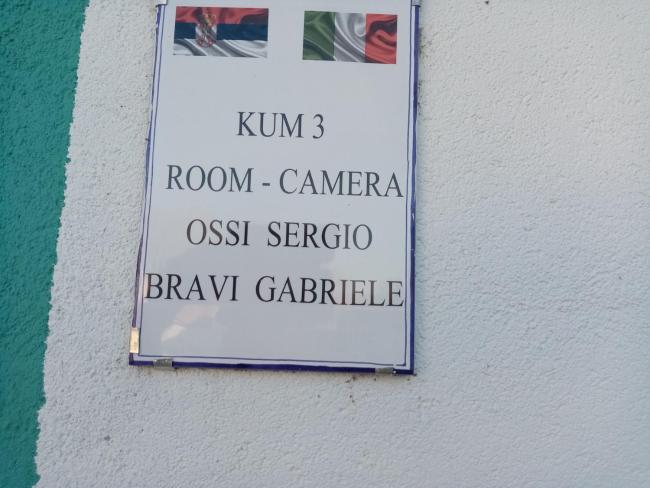 KUM 3
ROOM - CAMERA
OSSI SERGIO
BRAVI GABRIELE